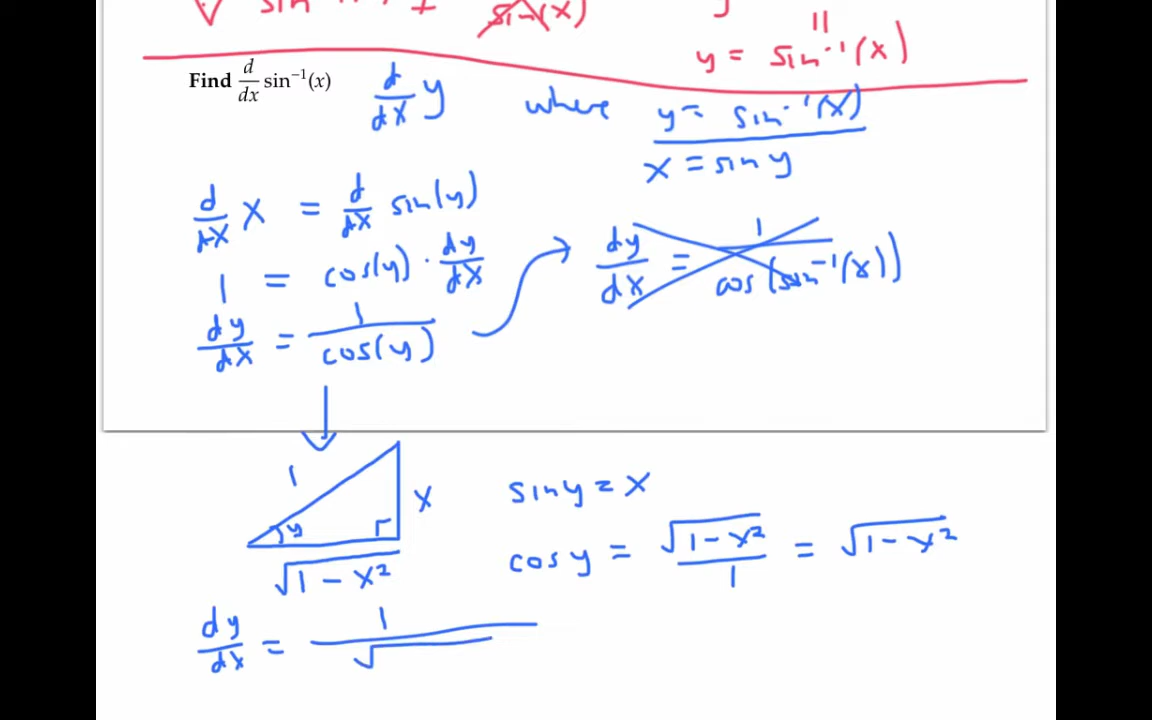 y = sin⁻¹(x)
Find d/dx sin⁻¹(x) d/dx y where y = sin⁻¹(x)
x = sin y
d/dx x = d/dx sin(y)
1 = cos(y) · dy/dx
dy/dx = 1/cos(y)
dy/dx = 1/cos(sin⁻¹(x))
1
x
y
√1 - x²
sin y = x
cos y = √1 - x²/1 = √1 - x²
dy/dx = 1/√